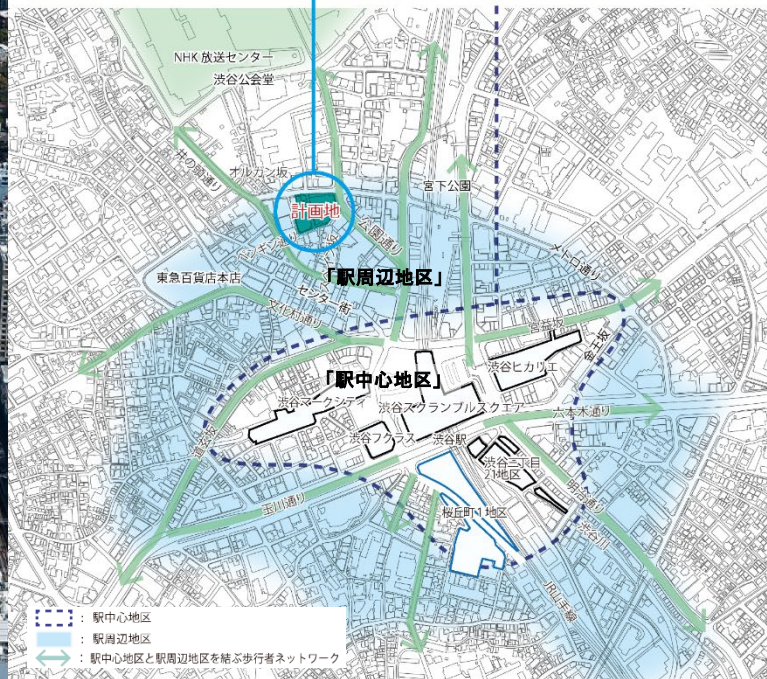 NHK 放送センター
渋谷公会堂
井の頭通り
オルガン坂
宮下公園
計画地
公園通り
メトロ通り
「駅周辺地区」
東急百貨店本店
センター街
文化村通り
宮益坂
「駅中心地区」
渋谷ヒカリエ
渋谷マークシティ
渋谷スクランブルスクエア
六本木通り
道玄坂
渋谷フクラス
渋谷駅
渋谷三丁目
21地区
玉川通り
桜丘町1地区
明治通り
渋谷川
JR山手線
： 駅中心地区
： 駅周辺地区
： 駅中心地区と駅周辺地区を結ぶ歩行者ネットワーク